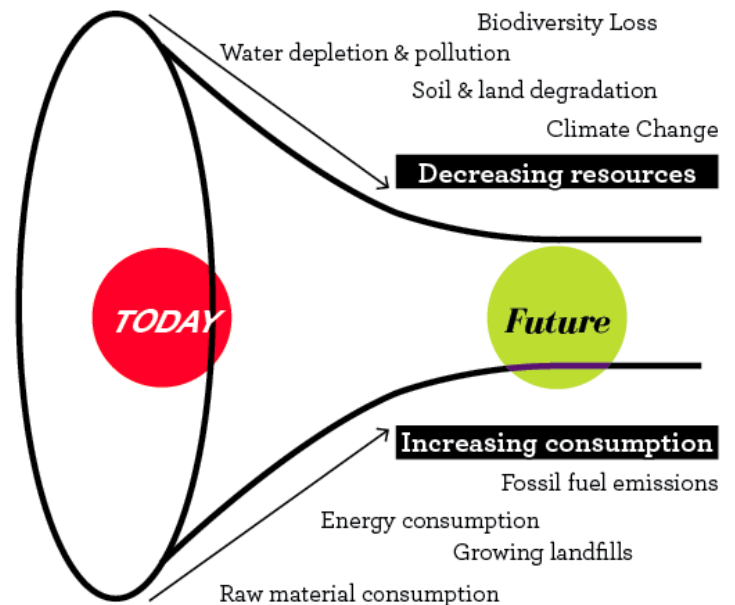 Biodiversity Loss
Water depletion & pollution
Soil & land degradation
Climate Change
Decreasing resources
TODAY
Future
Increasing consumption
Fossil fuel emissions
Energy consumption
Growing landfills
Raw material consumption